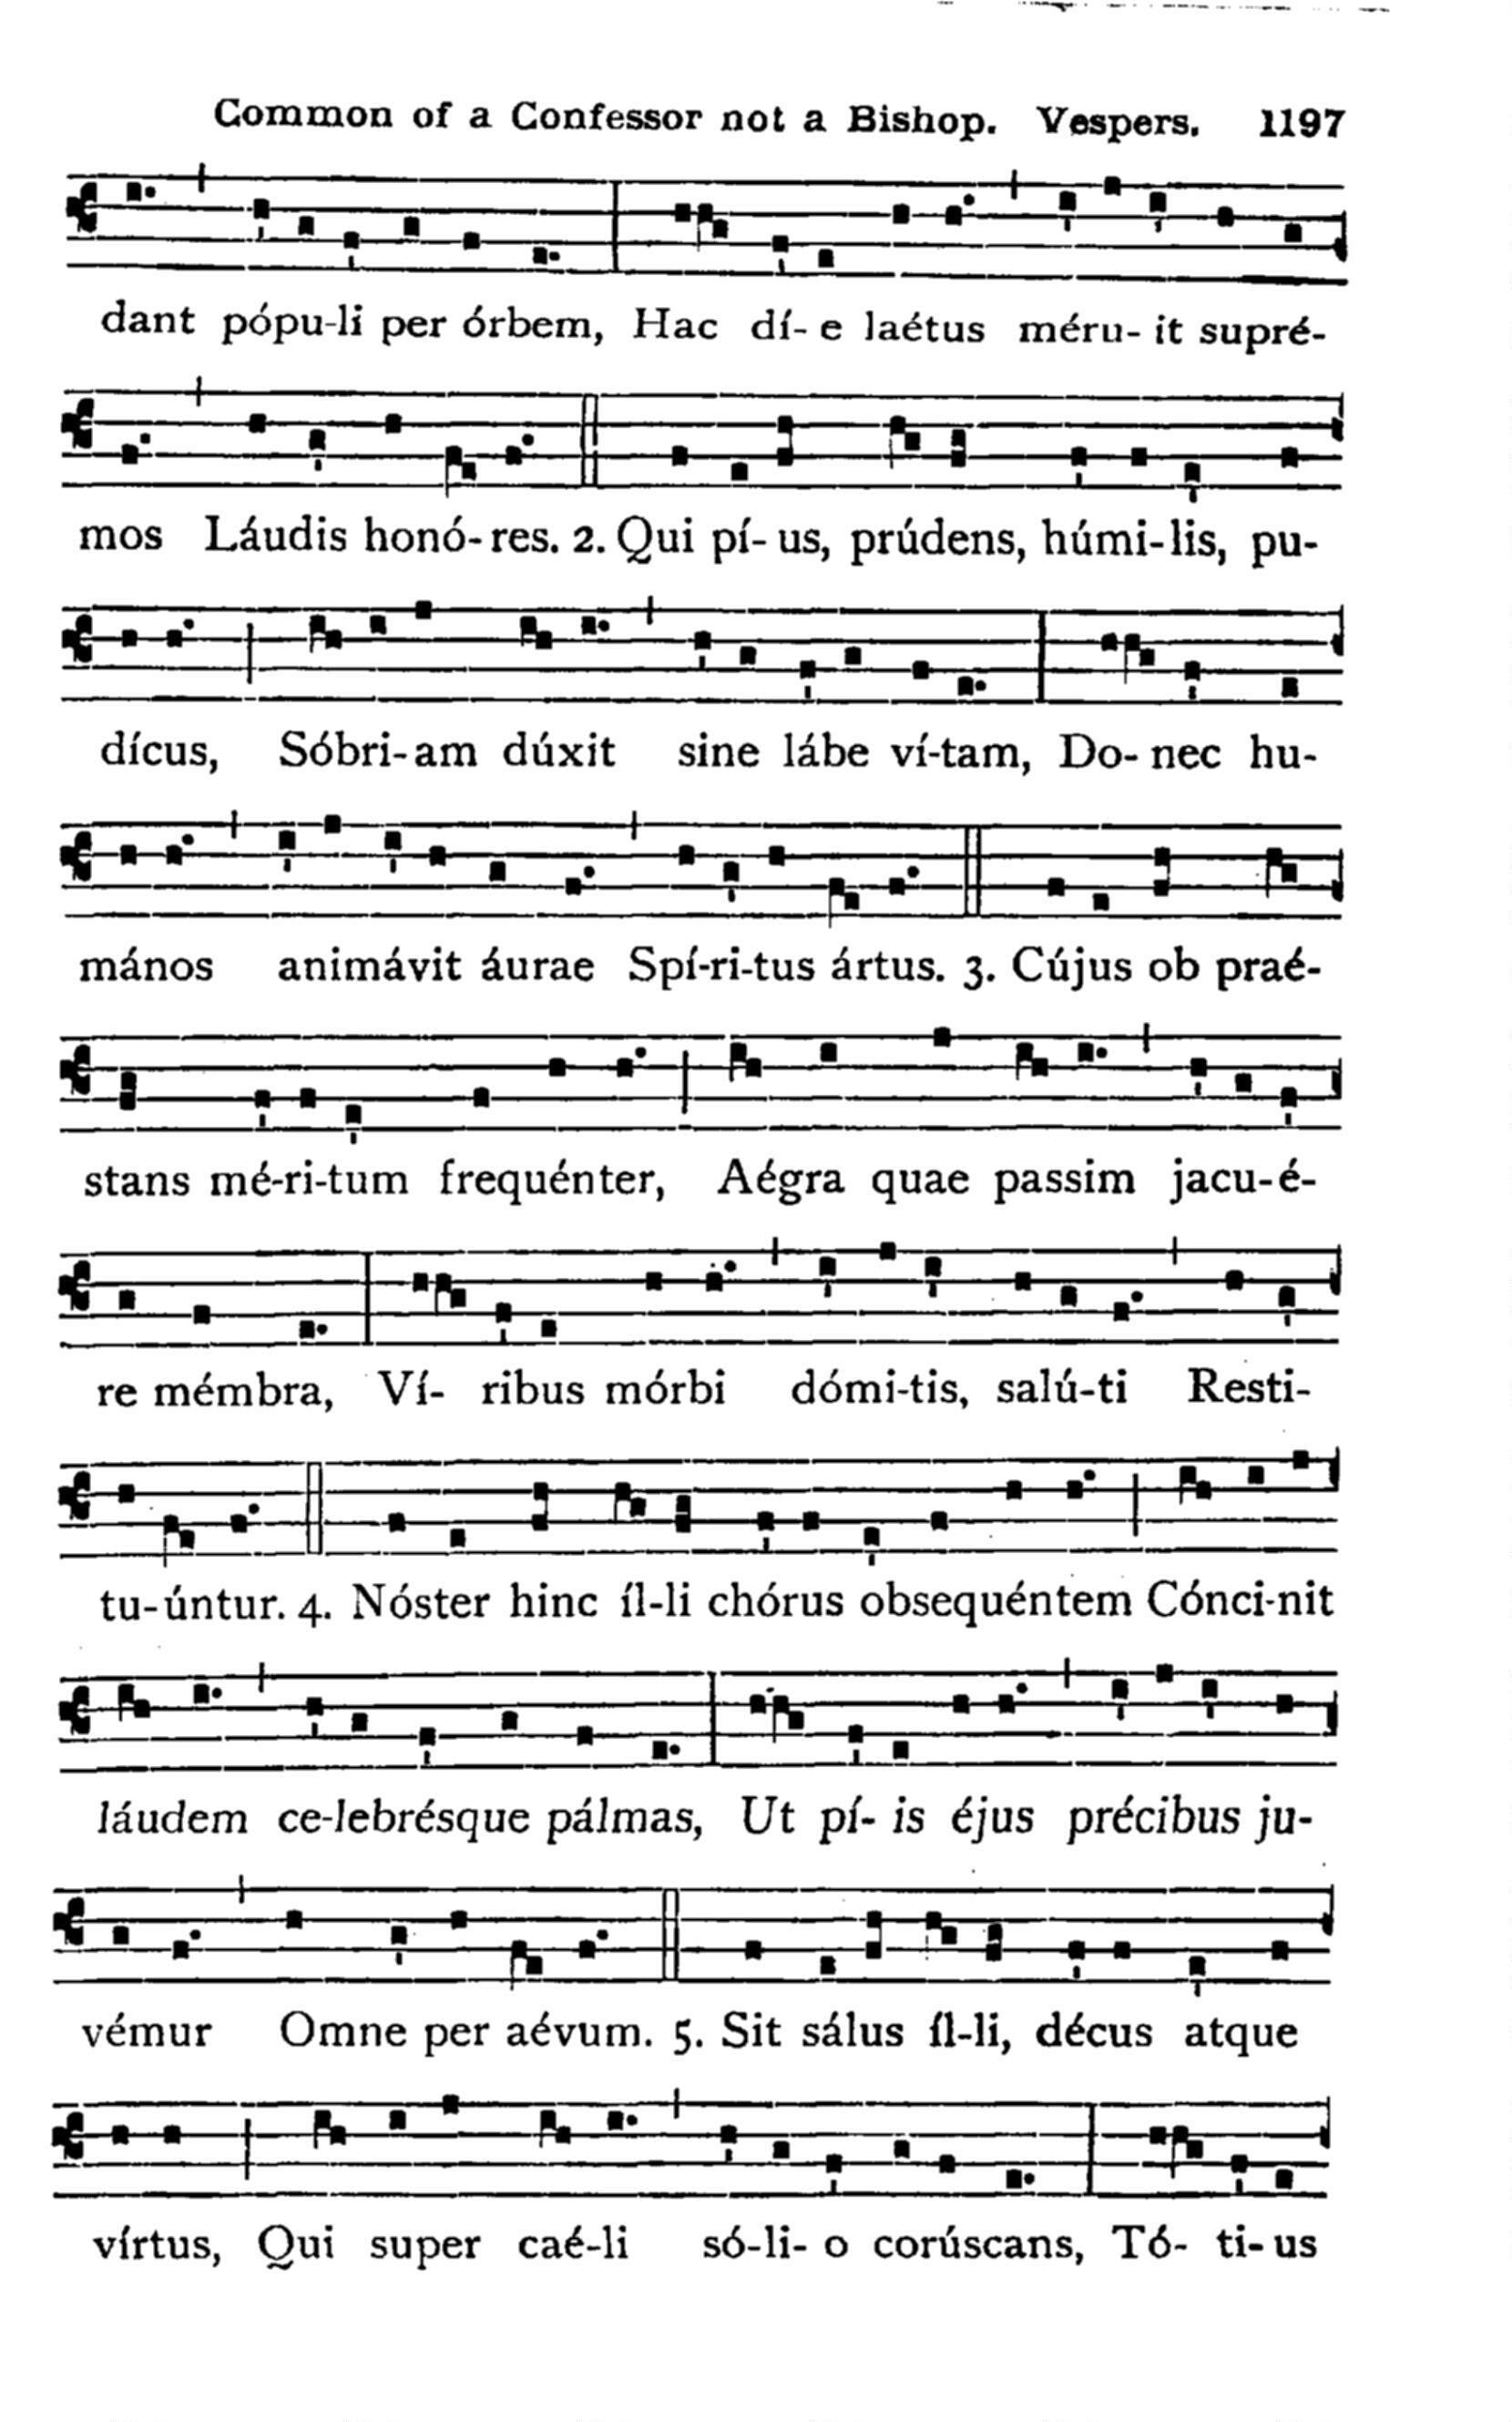 Common of a Confessor not a Bishop. Vespers. 1197
dant pópu-li per órbem, Hac dí- e laétus méru- it supré-
mos Láudis honó- res. 2. Qui pí- us, prúdens, húmi-lis, pu-
dícus, Sóbri- am dúxit sine lábe ví-tam, Do- nec hu-
mános animávit áurae Spí-ri-tus ártus. 3. Cújus ob praé-
stans mé-ri-tum frequénter, Aégra quae passim jacu-é-
re mémbra, Ví- ribus mórbi dómi-tis, salú-ti Resti-
tu-úntur. 4. Nóster hinc íl-li chórus obsequéntem Cónci-nit
láudem ce-lebrésque pálmas, Ut pí- is éjus précibus ju-
vémur Omne per aévum. 5. Sit sálus íl-li, décus atque
vírtus, Qui super caé-li só-li- o corúscans, Tó- ti- us